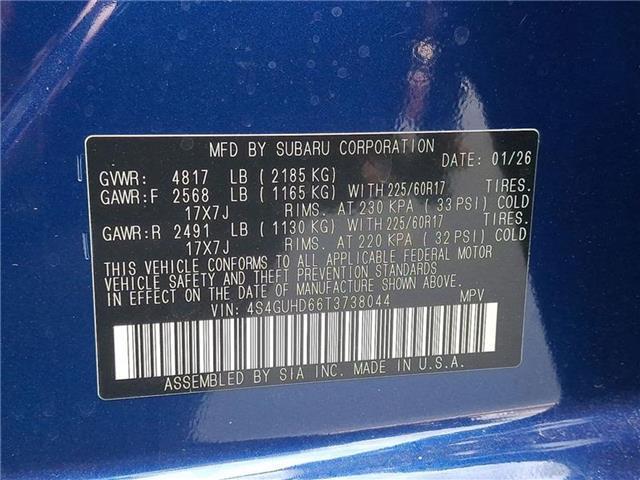 MFD BY SUBARU CORPORATION
DATE: 01/26
GVWR: 4817 LB (2185 KG)
GAWR:F 2568 LB (1165 KG) WITH 225/60R17 TIRES.
17X7J RIMS. AT 230 KPA (33 PSI) COLD
GAWR:R 2491 LB (1130 KG) WITH 225/60R17 TIRES.
17X7J RIMS. AT 220 KPA (32 PSI) COLD
THIS VEHICLE CONFORMS TO ALL APPLICABLE FEDERAL MOTOR
VEHICLE SAFETY AND THEFT PREVENTION STANDARDS
IN EFFECT ON THE DATE OF MANUFACTURE SHOWN ABOVE.
VIN: 4S4GUHD66T3738044 MPV
ASSEMBLED BY SIA INC. MADE IN U.S.A.